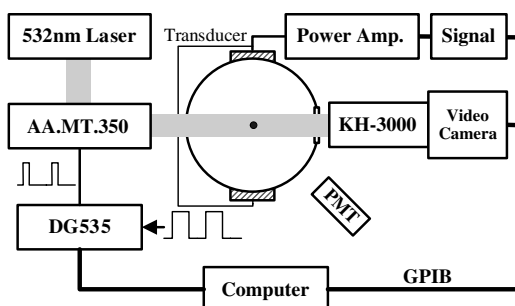 532nm Laser
Transducer
Power Amp.
Signal
AA.MT.350
KH-3000
Video
Camera
PMT
DG535
Computer
GPIB